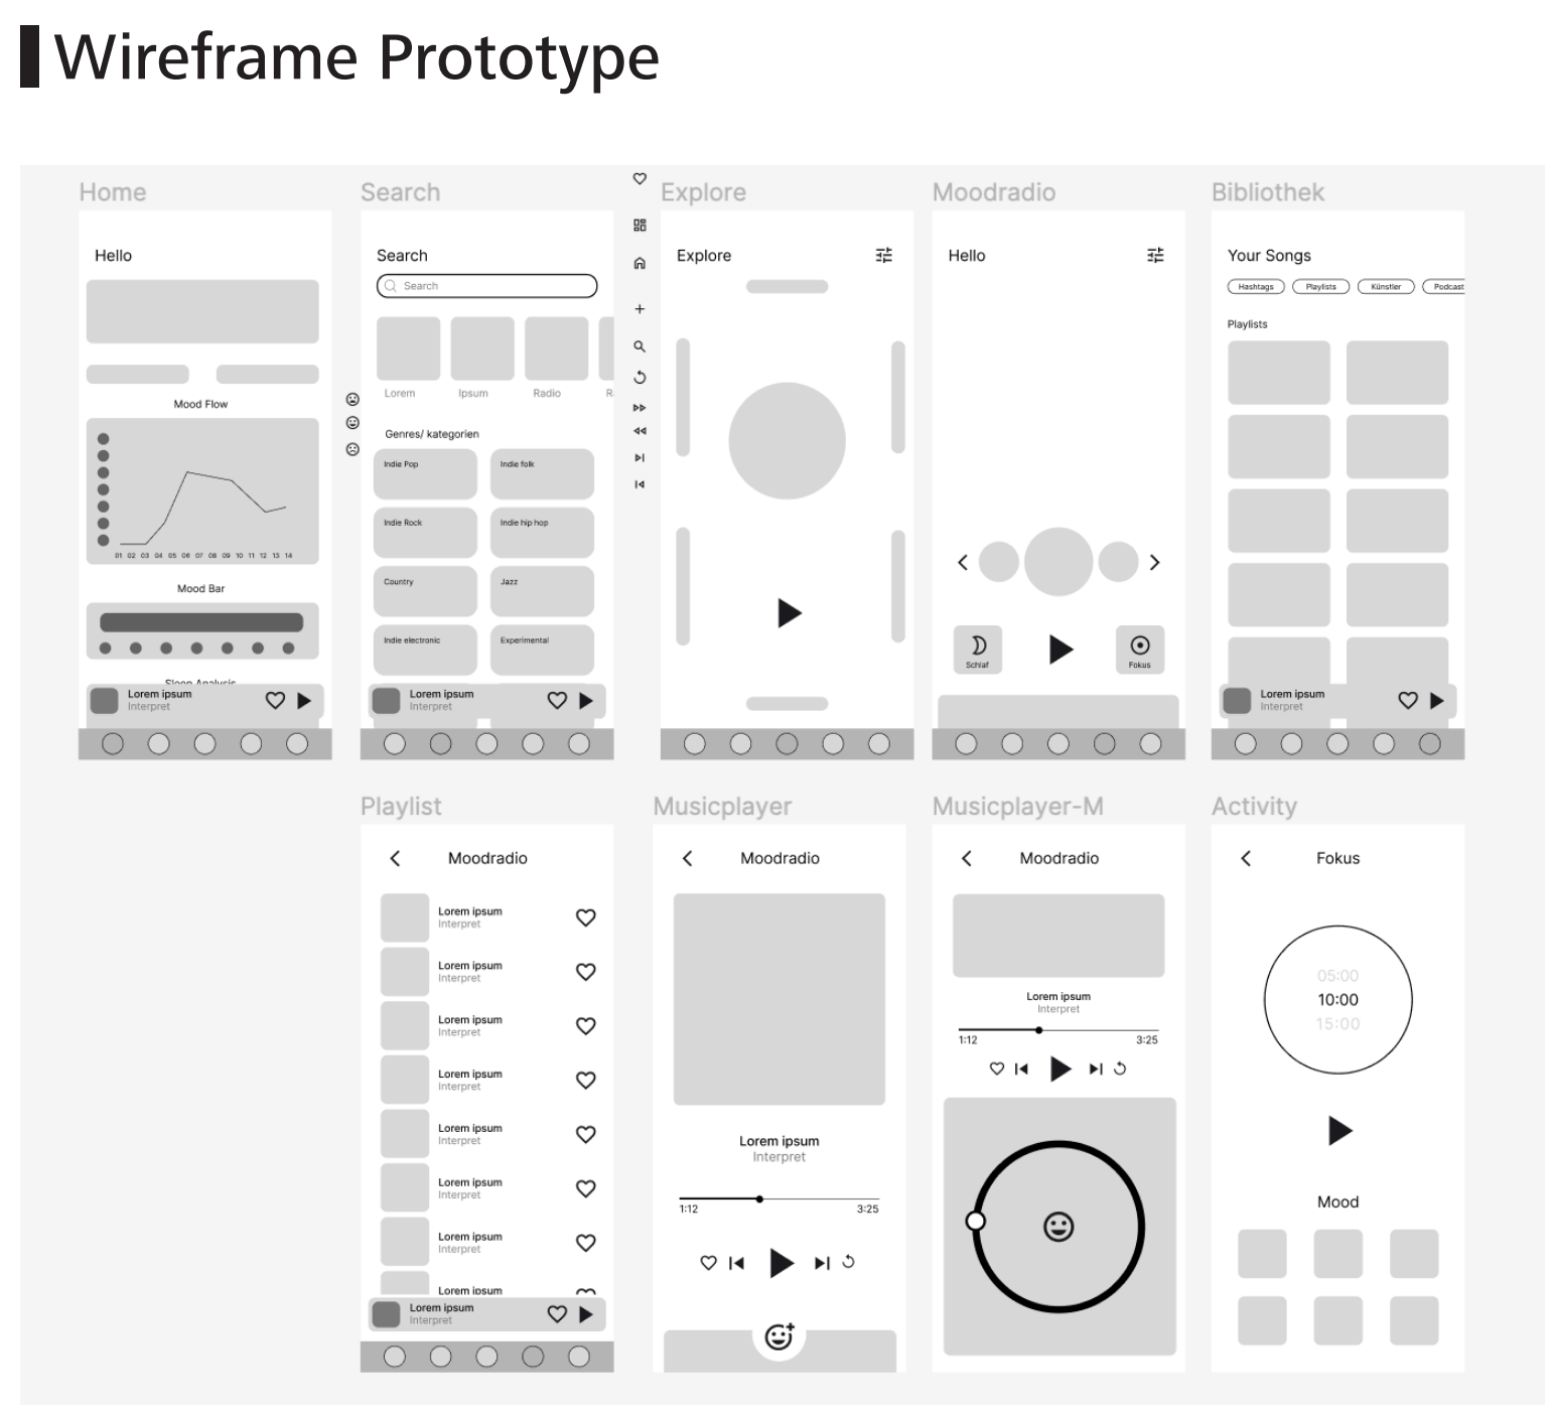 Wireframe Prototype
Home
Hello
Mood Flow
01 02 03 04 05 06 07 08 09 10 11 12 13 14
Mood Bar
Sleep Analysis
Lorem ipsum
Interpret
Search
Search
Search
Lorem Ipsum Radio R
Genres/ kategorien
Indie Pop Indie folk
Indie Rock Indie hip hop
Country Jazz
Indie electronic Experimental
Lorem ipsum
Interpret
Explore
Explore
Moodradio
Hello
Schlaf Fokus
Bibliothek
Your Songs
Hashtags Playlists Künstler Podcast
Playlists
Lorem ipsum
Interpret
Playlist
Moodradio
Lorem ipsum
Interpret
Lorem ipsum
Interpret
Lorem ipsum
Interpret
Lorem ipsum
Interpret
Lorem ipsum
Interpret
Lorem ipsum
Interpret
Lorem ipsum
Interpret
Lorem ipsum
Lorem ipsum
Interpret
Musicplayer
Moodradio
Lorem ipsum
Interpret
1:12 3:25
Musicplayer-M
Moodradio
Lorem ipsum
Interpret
1:12 3:25
Activity
Fokus
05:00
10:00
15:00
Mood